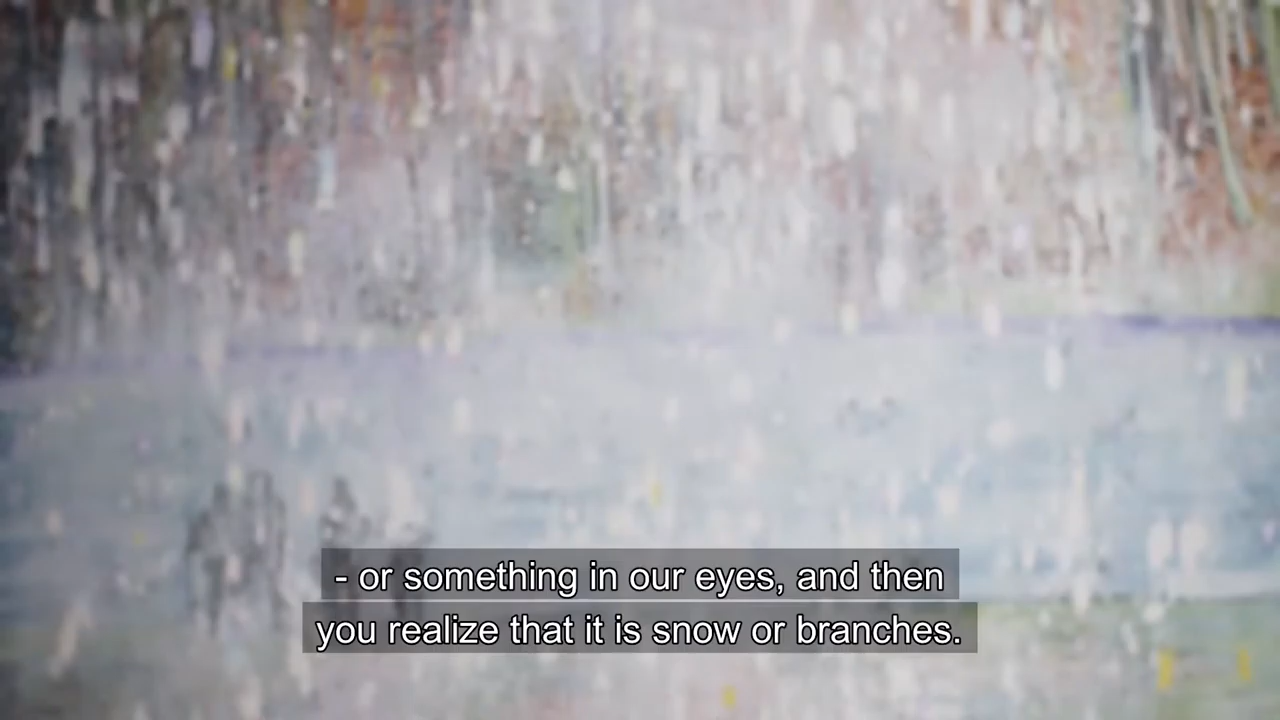 - or something in our eyes, and then
you realize that it is snow or branches.